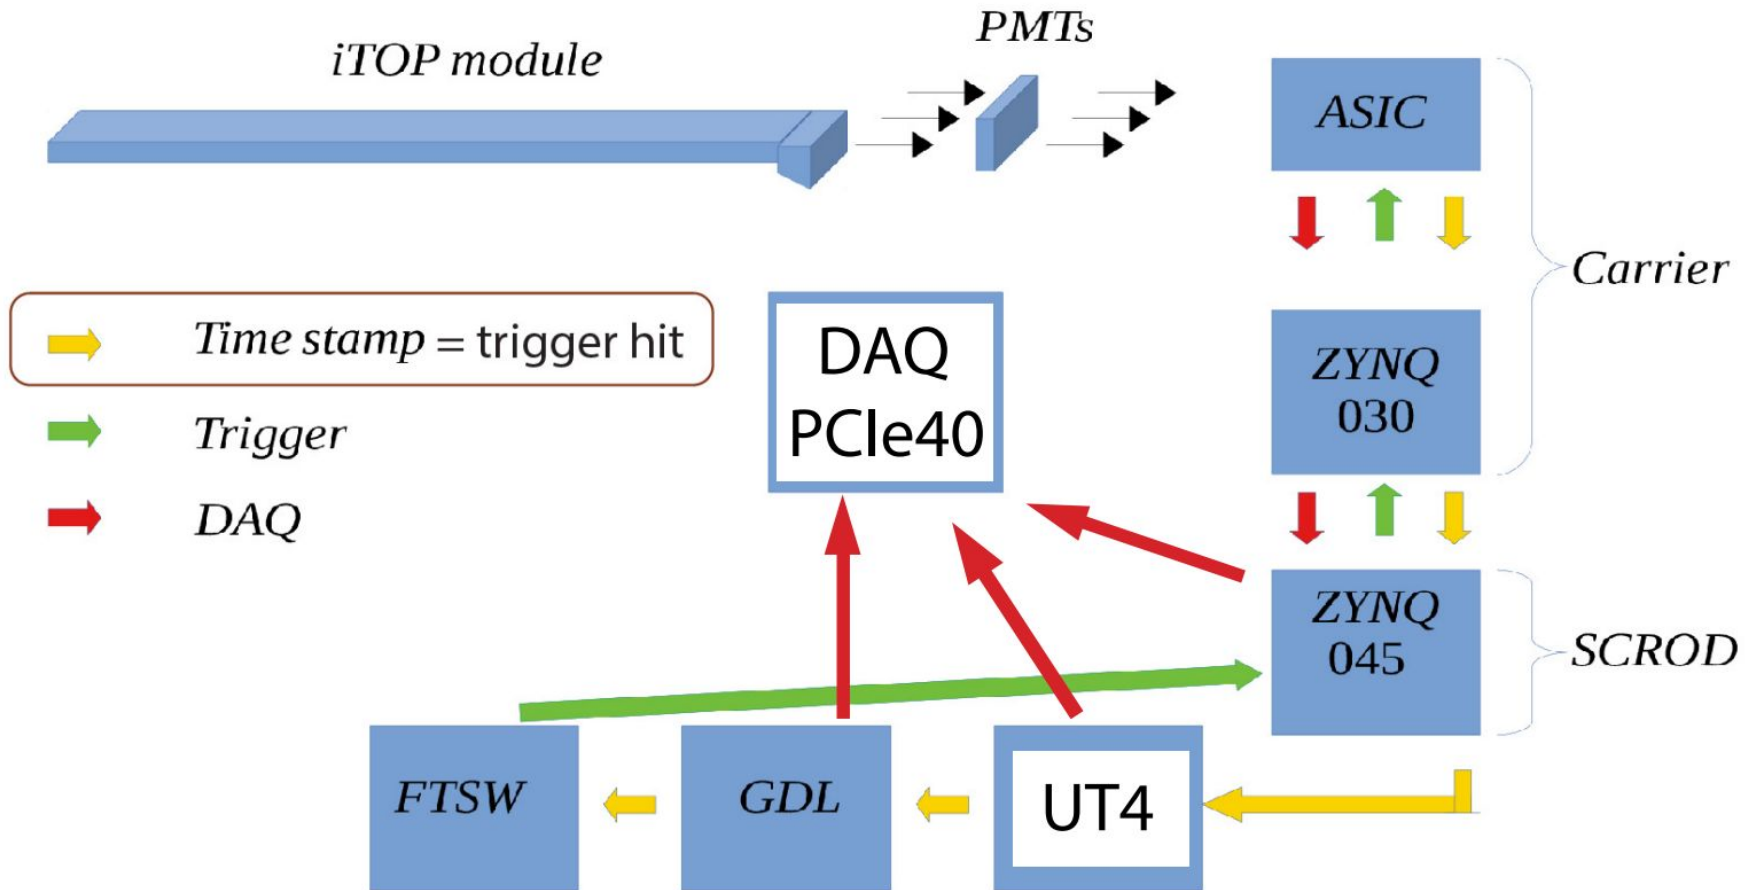 iTOP module
PMTs
ASIC
Carrier
Time stamp = trigger hit
Trigger
DAQ
DAQ
PCIe40
ZYNQ
030
ZYNQ
045
SCROD
FTSW
GDL
UT4